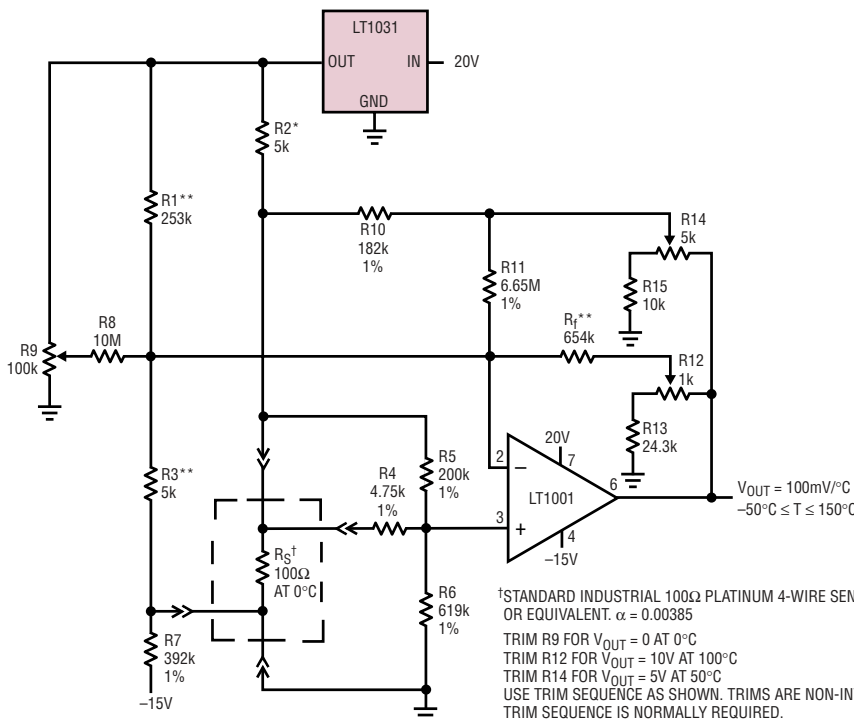 LT1031
OUT
IN
20V
GND
R2*
5k
R1**
253k
R10
182k
1%
R14
5k
R11
6.65M
1%
R15
10k
R8
10M
R9
100k
Rf**
654k
R12
1k
R13
24.3k
R3**
5k
R4
4.75k
1%
R5
200k
1%
20V
2
7
3
6
4
LT1001
–15V
VOUT = 100mV/°C
–50°C ≤ T ≤ 150°C
RS†
100Ω
AT 0°C
R6
619k
1%
R7
392k
1%
–15V
†STANDARD INDUSTRIAL 100Ω PLATINUM 4-WIRE SEN
OR EQUIVALENT. α = 0.00385
TRIM R9 FOR VOUT = 0 AT 0°C
TRIM R12 FOR VOUT = 10V AT 100°C
TRIM R14 FOR VOUT = 5V AT 50°C
USE TRIM SEQUENCE AS SHOWN. TRIMS ARE NON-IN
TRIM SEQUENCE IS NORMALLY REQUIRED.